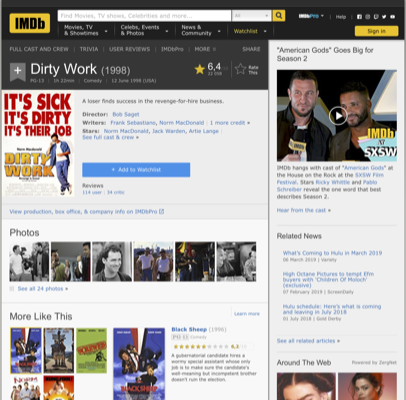 IMDb
Find Movies, TV shows, Celebrities and more...
All
IMDbPro
Help
Movies, TV
& Showtimes
Celebs, Events
& Photos
News &
Community
Watchlist
Sign in
FULL CAST AND CREW | TRIVIA | USER REVIEWS | IMDbPro | MORE
SHARE
Dirty Work (1998)
PG-13 | 1h 22min | Comedy | 12 June 1998 (USA)
6,4
Rate
This
IT'S SICK
IT'S DIRTY
IT'S THEIR JOB
Norm Macdonald
DIRTY
WORK
A loser finds success in the revenge-for-hire business.
Director: Bob Saget
Writers: Frank Sebastiano, Norm MacDonald | 1 more credit »
Stars: Norm MacDonald, Jack Warden, Artie Lange |
See full cast & crew »
+ Add to Watchlist
Reviews
114 user | 34 critic
View production, box office, & company info on IMDbPro
Photos
See all 24 photos »
More Like This
Learn more
Black Sheep (1996)
PG-13 Comedy
A gubernatorial candidate hires a
worthy special assistant whose only
job is to make sure the candidate's
well-meaning but incompetent brother
doesn't ruin the election.
"American Gods" Goes Big for
Season 2
IMDb
AT
SXSW
IMDb hangs with cast of "American Gods" at
the House on the Rock at the SXSW Film
Festival. Stars Ricky Whittle and Pablo
Schreiber reveal the one word that best
describes Season 2.
Hear from the cast »
Related News
What's Coming to Hulu in March 2019
06 March 2019 | Variety
High Octane Pictures to tempt Efm
buyers with 'Children Of Moloch'
(exclusive)
07 February 2019 | ScreenDaily
Hulu schedule: Here's what is coming
and leaving in July 2018
01 July 2018 | Gold Derby
See all related articles »
Around The Web
Powered by ZergNet